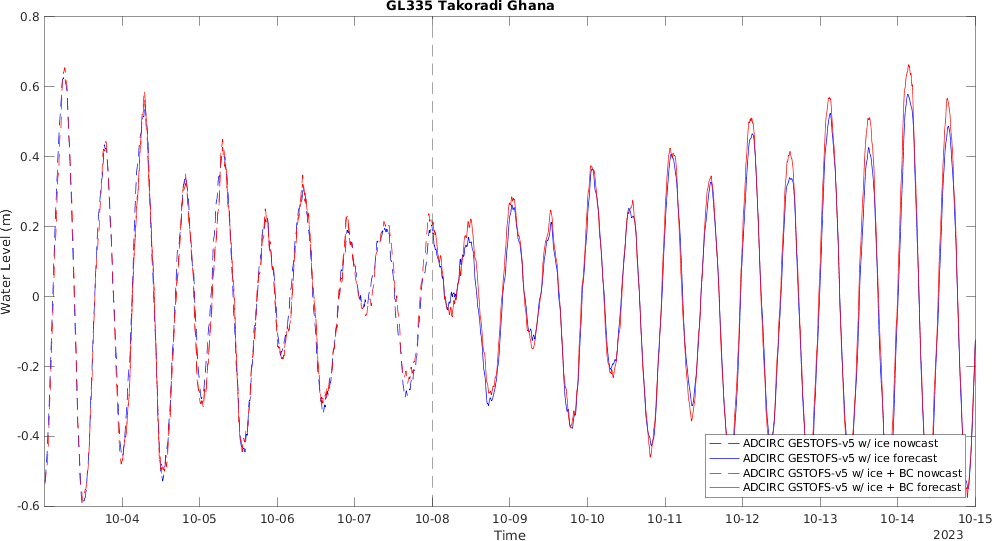 GL335 Takoradi Ghana
0.8
0.6
0.4
0.2
0
-0.2
-0.4
-0.6
Water Level (m)
ADCIRC GESTOFS-v5 w/ ice nowcast
ADCIRC GESTOFS-v5 w/ ice forecast
ADCIRC GSTOFS-v5 w/ ice + BC nowcast
ADCIRC GSTOFS-v5 w/ ice + BC forecast
10-04 10-05 10-06 10-07 10-08 10-09 10-10 10-11 10-12 10-13 10-14 10-15
Time
2023